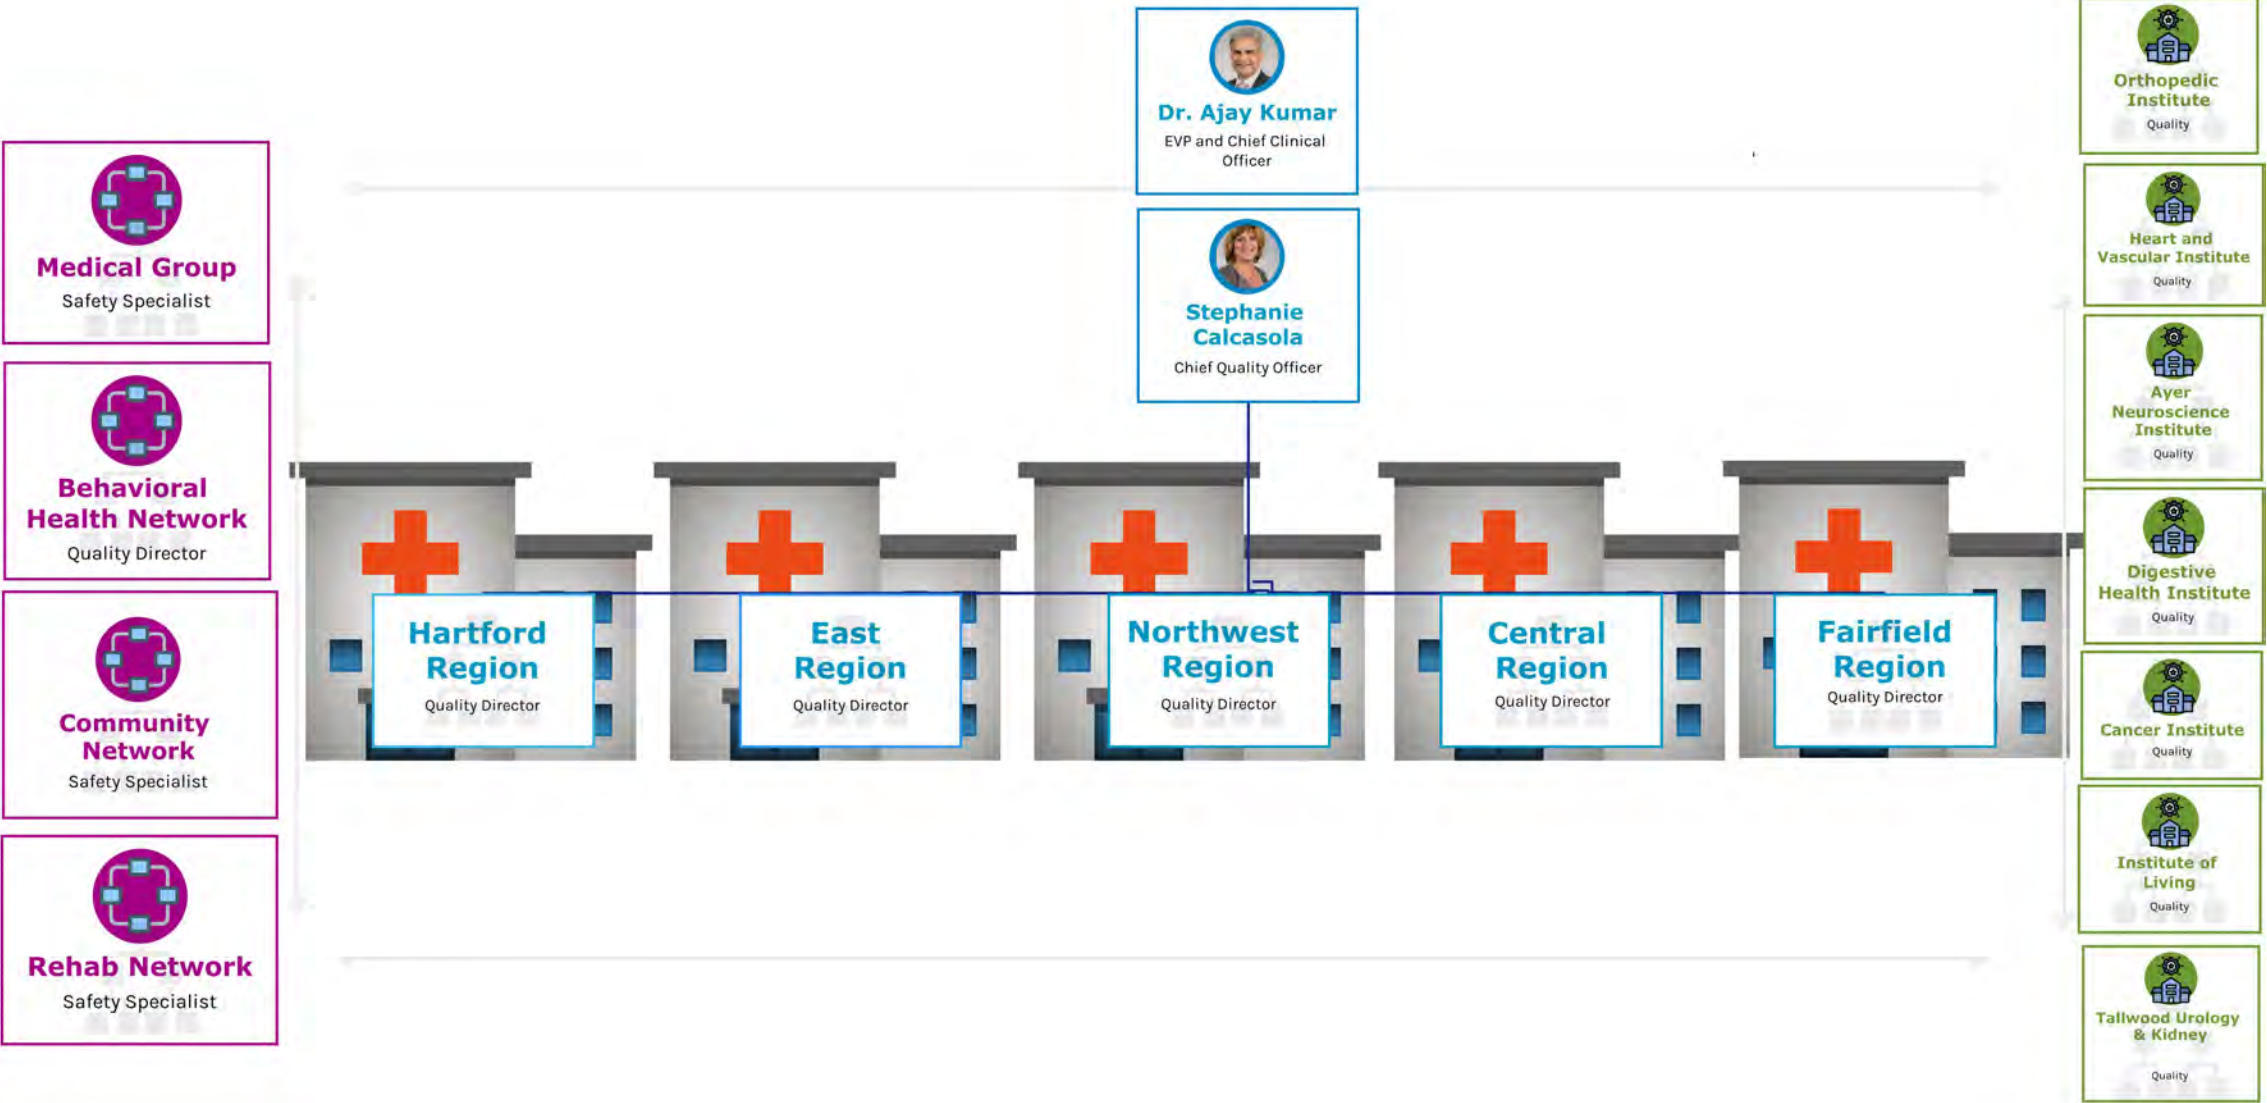 Dr. Ajay Kumar
EVP and Chief Clinical
Officer
Stephanie
Calcasola
Chief Quality Officer
Medical Group
Safety Specialist
Behavioral
Health Network
Quality Director
Community
Network
Safety Specialist
Rehab Network
Safety Specialist
Hartford
Region
Quality Director
East
Region
Quality Director
Northwest
Region
Quality Director
Central
Region
Quality Director
Fairfield
Region
Quality Director
Orthopedic
Institute
Quality
Heart and
Vascular Institute
Quality
Ayer
Neuroscience
Institute
Quality
Digestive
Health Institute
Quality
Cancer Institute
Quality
Institute of
Living
Quality
Tallwood Urology
& Kidney
Quality